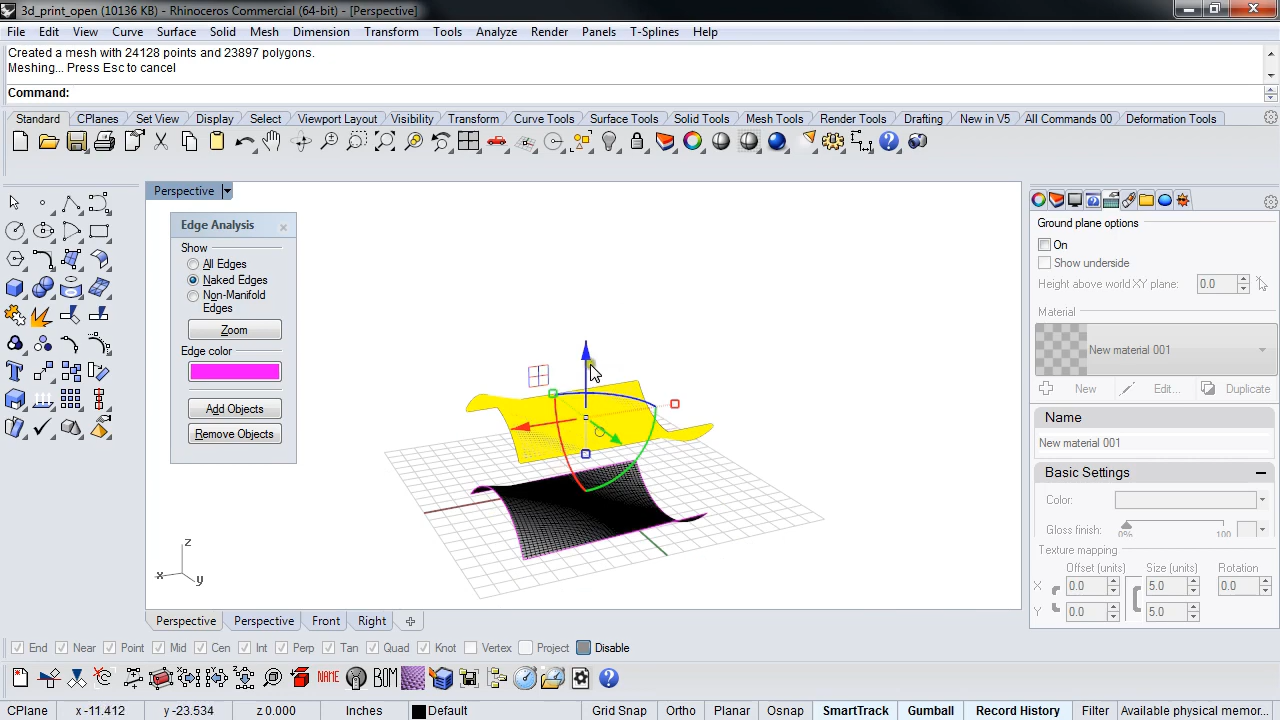 3d_print_open (10136 KB) - Rhinoceros Commercial (64-bit) - [Perspective]
File Edit View Curve Surface Solid Mesh Dimension Transform Tools Analyze Render Panels T-Splines Help
Created a mesh with 24128 points and 23897 polygons.
Meshing... Press Esc to cancel
Command:
Standard CPlanes Set View Display Select Viewport Layout Visibility Transform Curve Tools Surface Tools Solid Tools Mesh Tools Render Tools Drafting New in V5 All Commands 00 Deformation Tools
Perspective
Edge Analysis
Show
All Edges
Naked Edges
Non-Manifold
Edges
Zoom
Edge color
Add Objects
Remove Objects
z
x
y
Ground plane options
On
Show underside
Height above world XY plane: 0.0
Material
New material 001
New Edit... Duplicate
Name
New material 001
Basic Settings
Color:
Gloss finish:
0% 100
Texture mapping
Offset (units) Size (units) Rotation
X 0.0 5.0 0.0
Y 0.0 5.0
Perspective Perspective Front Right
End Near Point Mid Cen Int Perp Tan Quad Knot Vertex Project Disable
NAME BOM
CPlane x -11.412 y -23.534 z 0.000 Inches Default Grid Snap Ortho Planar Osnap SmartTrack Gumball Record History Filter Available physical memor...